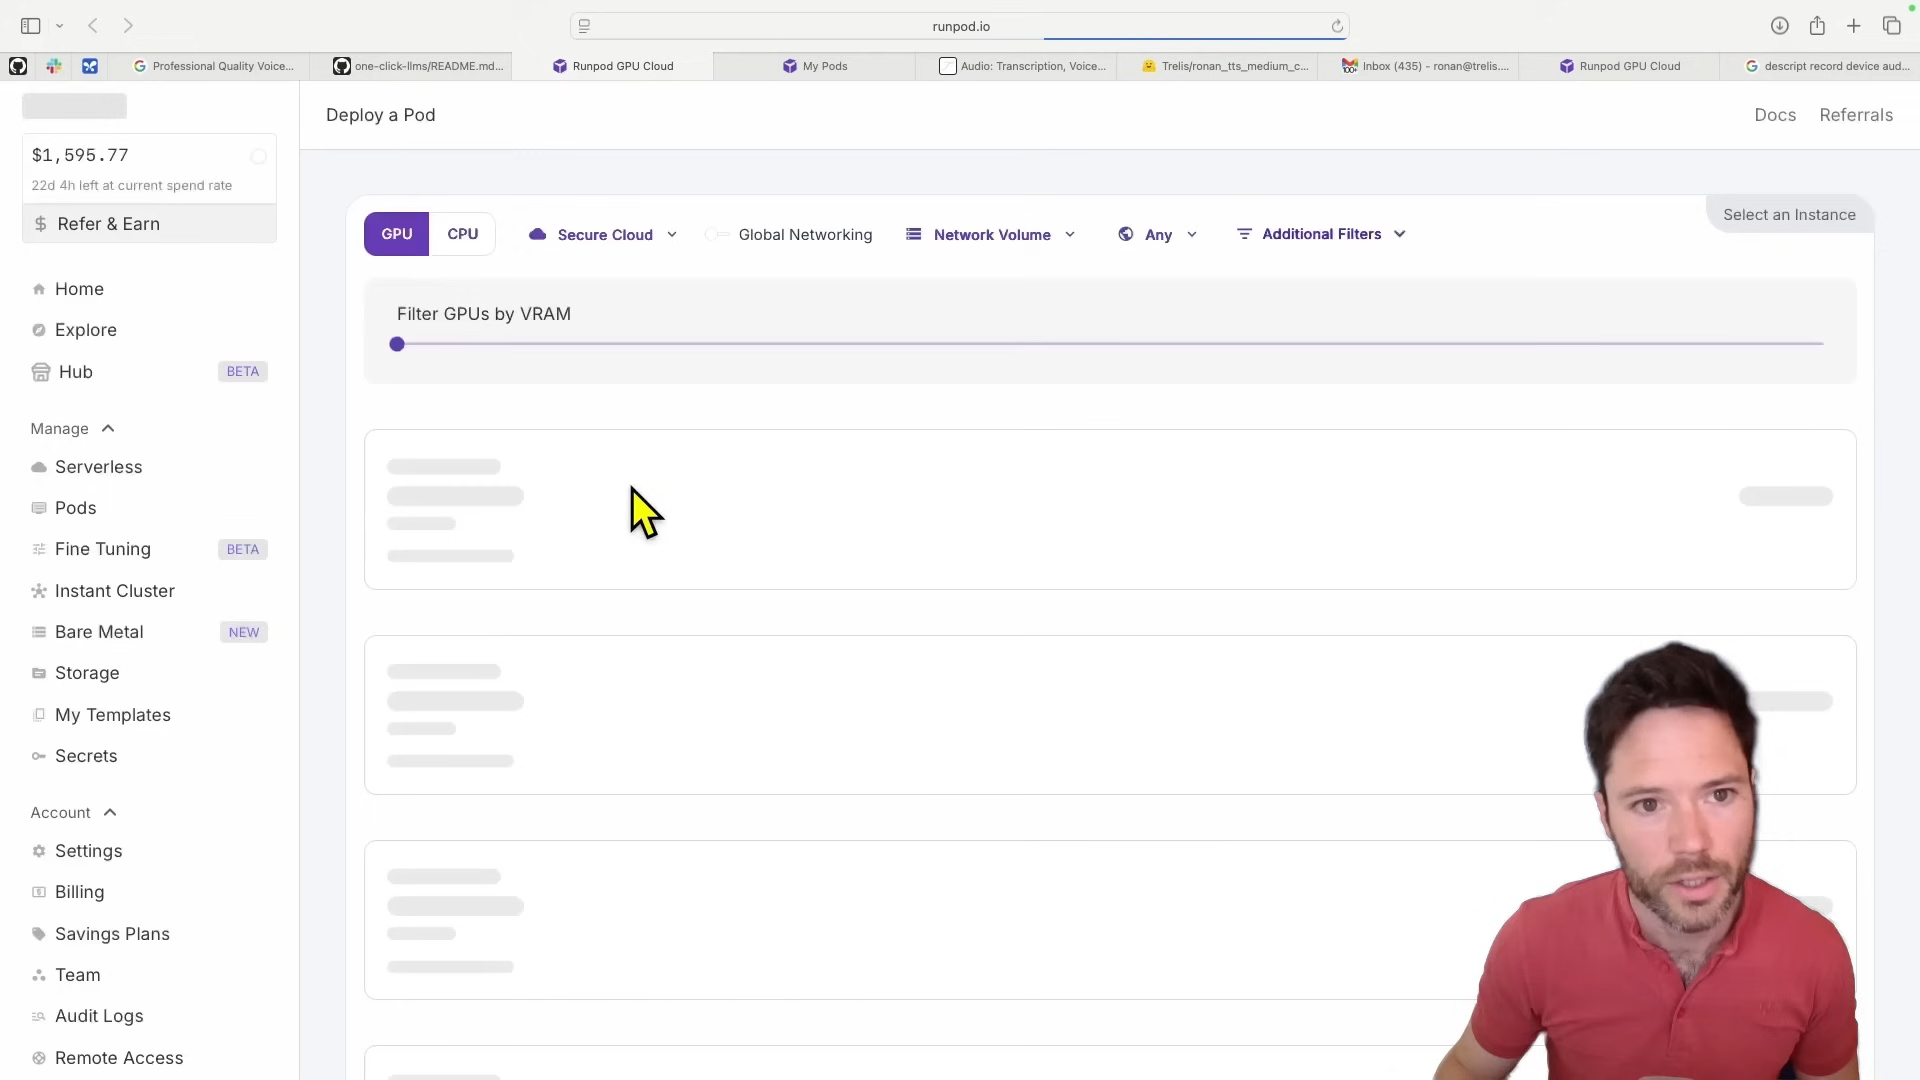 runpod.io
Professional Quality Voice...
one-click-llms/README.md...
Runpod GPU Cloud
My Pods
Audio: Transcription, Voice...
Trelis/ronan_tts_medium_c...
Inbox (435) - ronan@trelis....
Runpod GPU Cloud
descript record device aud...
Deploy a Pod
Docs
Referrals
$1,595.77
22d 4h left at current spend rate
$ Refer & Earn
Home
Explore
Hub BETA
Manage
Serverless
Pods
Fine Tuning BETA
Instant Cluster
Bare Metal NEW
Storage
My Templates
Secrets
Account
Settings
Billing
Savings Plans
Team
Audit Logs
Remote Access
Select an Instance
GPU CPU Secure Cloud Global Networking Network Volume Any Additional Filters
Filter GPUs by VRAM